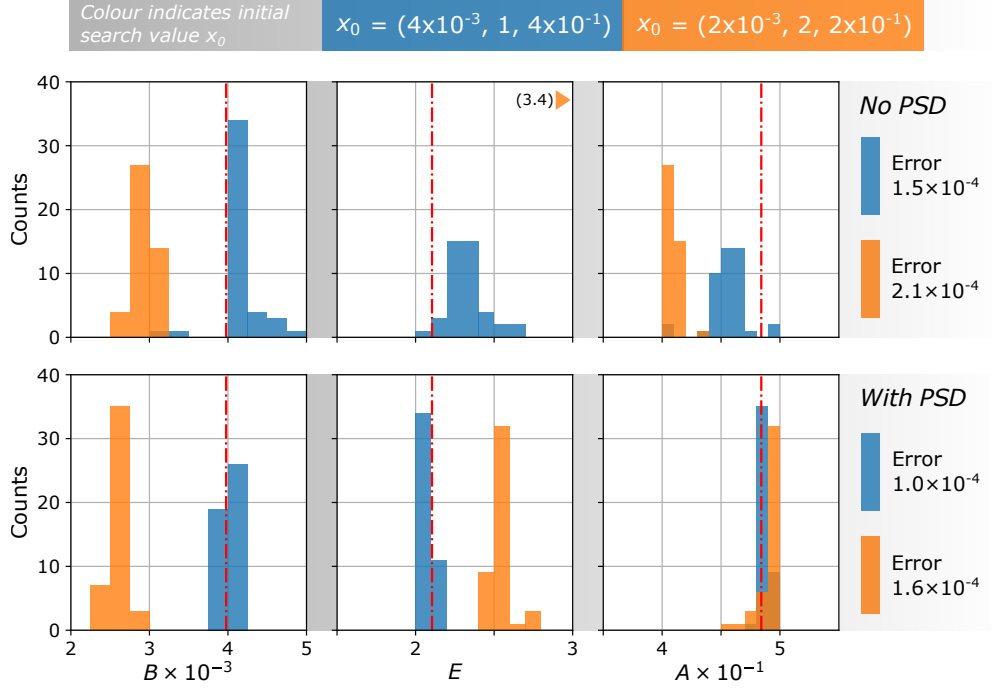 Colour indicates initial
search value x₀
x₀ = (4x10⁻³, 1, 4x10⁻¹)
x₀ = (2x10⁻³, 2, 2x10⁻¹)
40
30
20
10
0
Counts
(3.4)
No PSD
Error
1.5×10⁻⁴
Error
2.1×10⁻⁴
40
30
20
10
0
Counts
2
3
4
5
B × 10⁻³
2
3
E
4
5
A × 10⁻¹
With PSD
Error
1.0×10⁻⁴
Error
1.6×10⁻⁴